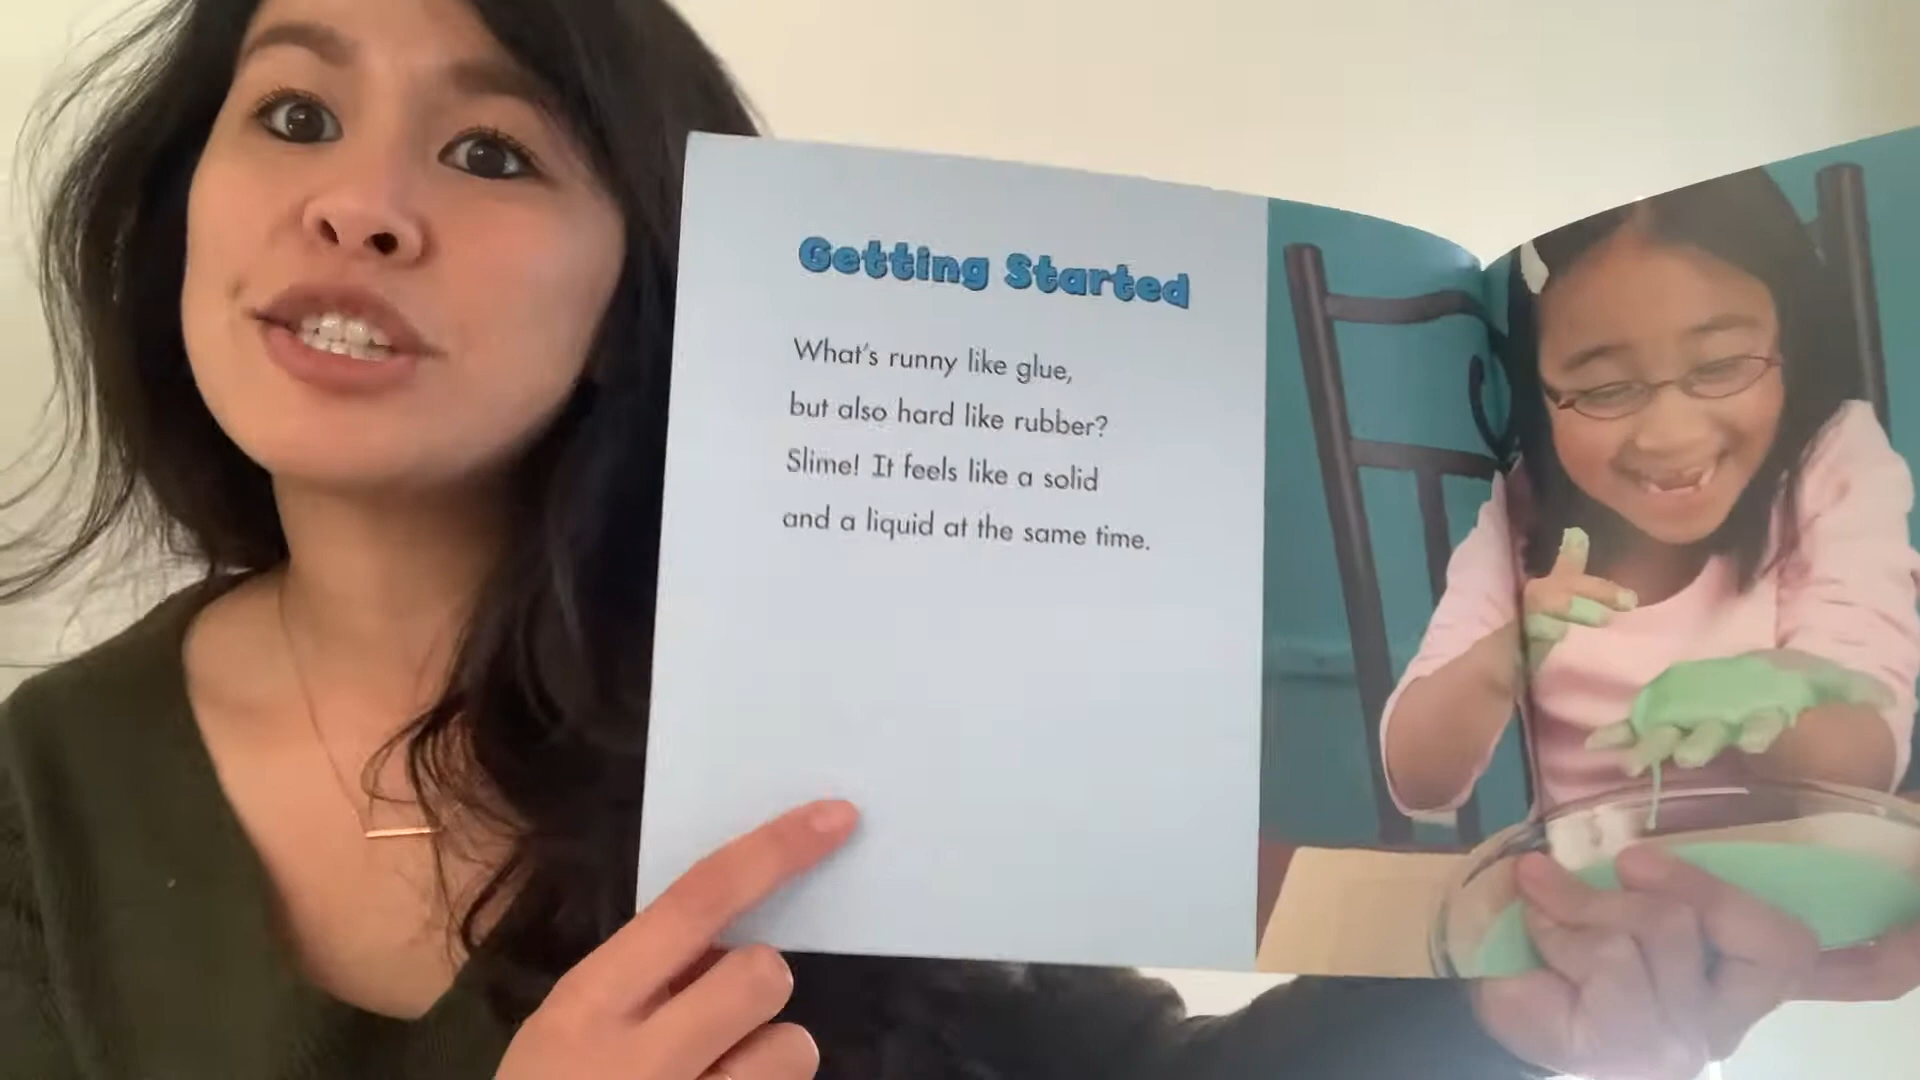 Getting Started
What's runny like glue,
but also hard like rubber?
Slime! It feels like a solid
and a liquid at the same time.